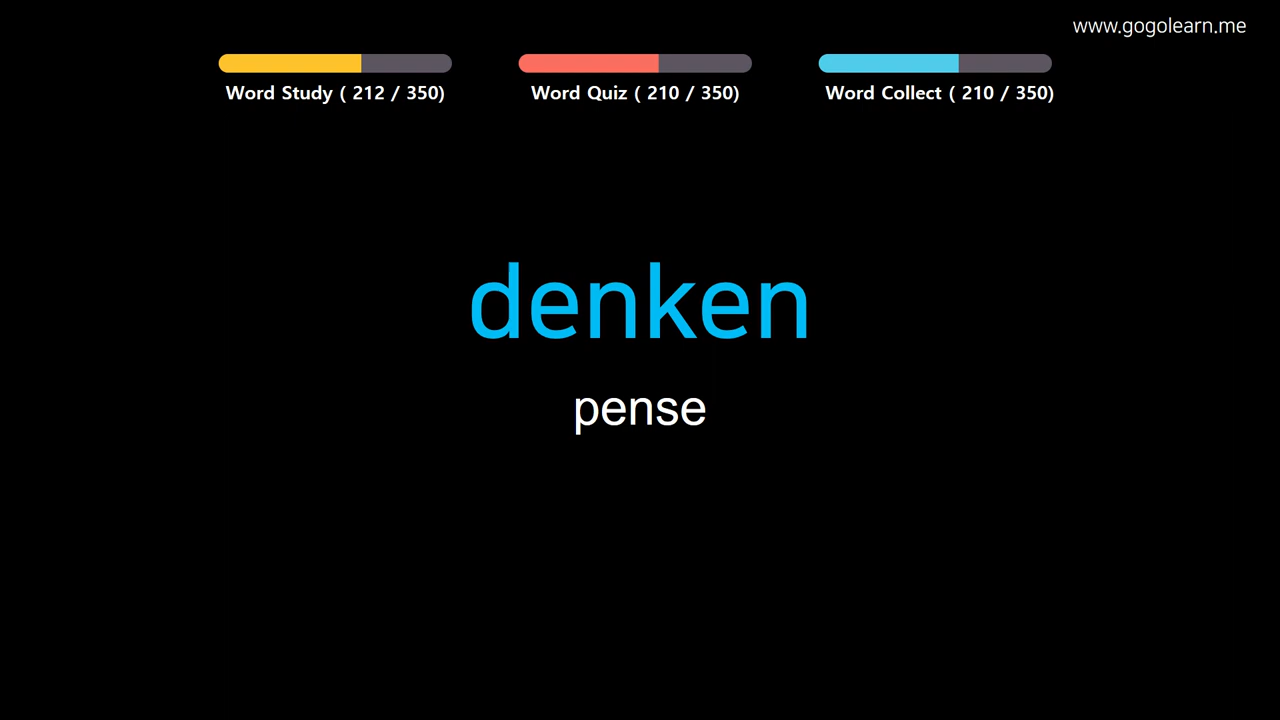 www.gogolearn.me
Word Study ( 212 / 350)
Word Quiz ( 210 / 350)
Word Collect ( 210 / 350)
denken
pense